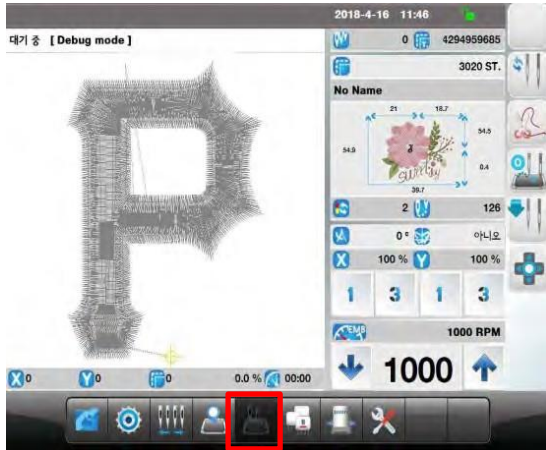 2018-4-16 11:46
대기 중 [ Debug mode ]
0 4294959685
3020 ST.
No Name
21 18.7
54.9 54.5
0.4
39.7
2 126
0° 아니오
X 100 % Y 100 %
1 3 1 3
EMB 1000 RPM
1000
X 0 Y 0 0 0.0 % 00:00